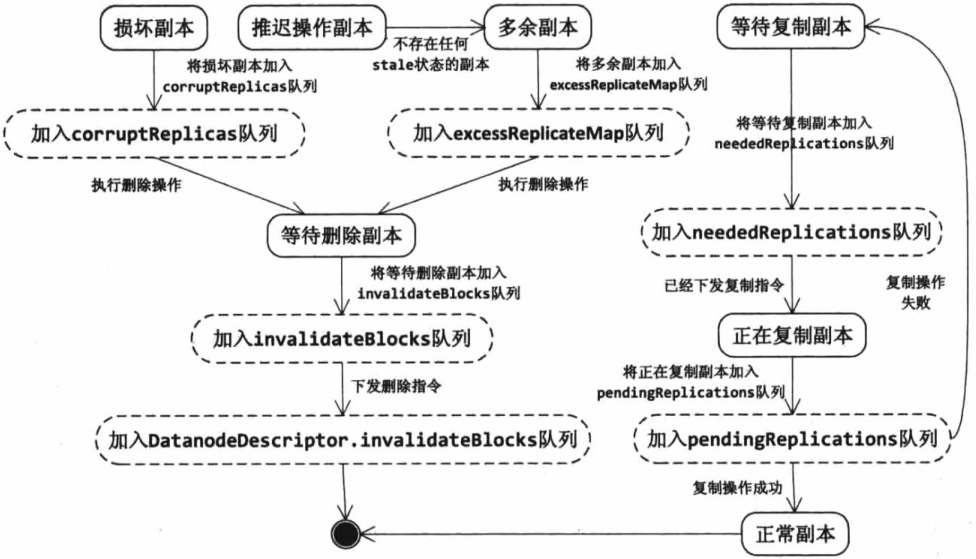 损坏副本
推迟操作副本
多余副本
等待复制副本
不存在任何
stale状态的副本
将损坏副本加入
corruptReplicas队列
将多余副本加入
excessReplicateMap队列
加入corruptReplicas队列
加入excessReplicateMap队列
将等待复制副本加入
neededReplications队列
执行删除操作
执行删除操作
等待删除副本
加入neededReplications队列
将等待删除副本加入
invalidateBlocks队列
已经下发复制指令
复制操作
失败
加入invalidateBlocks队列
正在复制副本
下发删除指令
将正在复制副本加入
pendingReplications队列
加入DatanodeDescriptor.invalidateBlocks队列
加入pendingReplications队列
复制操作成功
正常副本